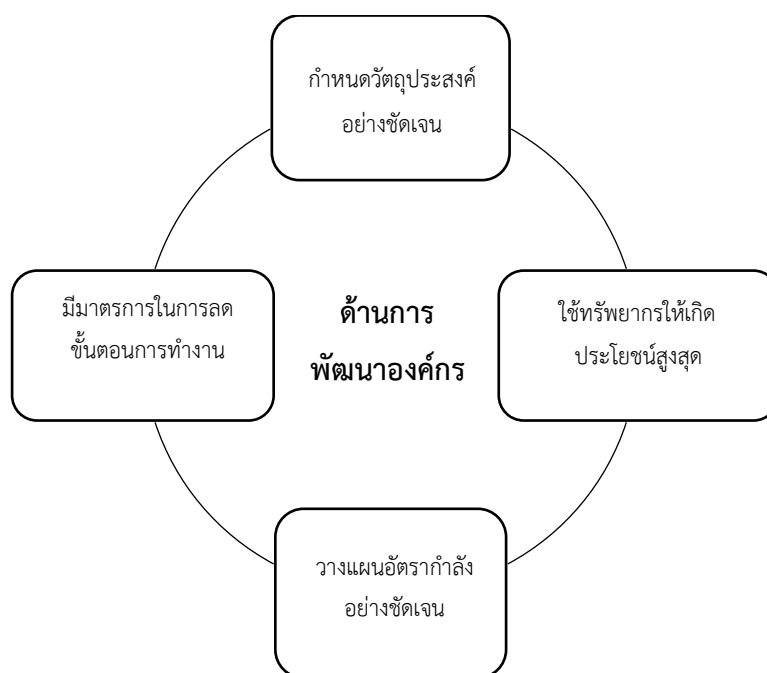 กำหนดวัตถุประสงค์
อย่างชัดเจน
มีมาตรการในการลด
ขั้นตอนการทำงาน
ด้านการ
พัฒนาองค์กร
ใช้ทรัพยากรให้เกิด
ประโยชน์สูงสุด
วางแผนอัตรากำลัง
อย่างชัดเจน